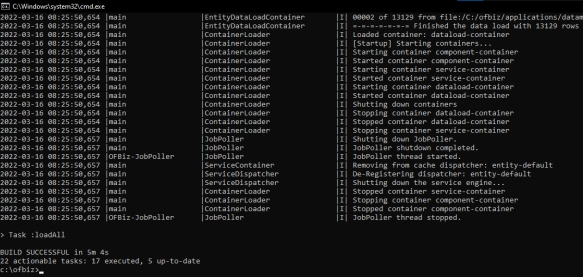 C:\Windows\system32\cmd.exe
2022-03-16 08:25:50,654 |main |EntityDataLoadContainer |I| 00002 of 13129 from file:/C:/ofbiz/applications/datam
2022-03-16 08:25:50,654 |main |EntityDataLoadContainer |I| =-=-=-=-=-= Finished the data load with 13129 rows
2022-03-16 08:25:50,654 |main |ContainerLoader |I| Loaded container: dataload-container
2022-03-16 08:25:50,654 |main |ContainerLoader |I| [Startup] Starting containers...
2022-03-16 08:25:50,654 |main |ContainerLoader |I| Starting container component-container
2022-03-16 08:25:50,654 |main |ContainerLoader |I| Started container component-container
2022-03-16 08:25:50,654 |main |ContainerLoader |I| Starting container service-container
2022-03-16 08:25:50,654 |main |ContainerLoader |I| Started container service-container
2022-03-16 08:25:50,654 |main |ContainerLoader |I| Starting container dataload-container
2022-03-16 08:25:50,654 |main |ContainerLoader |I| Started container dataload-container
2022-03-16 08:25:50,654 |main |ContainerLoader |I| Shutting down containers
2022-03-16 08:25:50,654 |main |ContainerLoader |I| Stopping container dataload-container
2022-03-16 08:25:50,654 |main |ContainerLoader |I| Stopped container dataload-container
2022-03-16 08:25:50,654 |main |ContainerLoader |I| Stopping container service-container
2022-03-16 08:25:50,657 |main |JobPoller |I| Shutting down JobPoller.
2022-03-16 08:25:50,657 |main |JobPoller |I| JobPoller shutdown completed.
2022-03-16 08:25:50,654 |OFBiz-JobPoller |JobPoller |I| JobPoller thread started.
2022-03-16 08:25:50,657 |main |ServiceContainer |I| Removing from cache dispatcher: entity-default
2022-03-16 08:25:50,657 |main |ServiceDispatcher |I| De-Registering dispatcher: entity-default
2022-03-16 08:25:50,657 |main |ServiceDispatcher |I| Shutting down the service engine...
2022-03-16 08:25:50,657 |main |ContainerLoader |I| Stopped container service-container
2022-03-16 08:25:50,657 |main |ContainerLoader |I| Stopping container component-container
2022-03-16 08:25:50,657 |main |ContainerLoader |I| Stopped container component-container
2022-03-16 08:25:50,657 |OFBiz-JobPoller |JobPoller |I| JobPoller thread stopped.
> Task :loadAll
BUILD SUCCESSFUL in 5m 4s
22 actionable tasks: 17 executed, 5 up-to-date
c:\ofbiz>